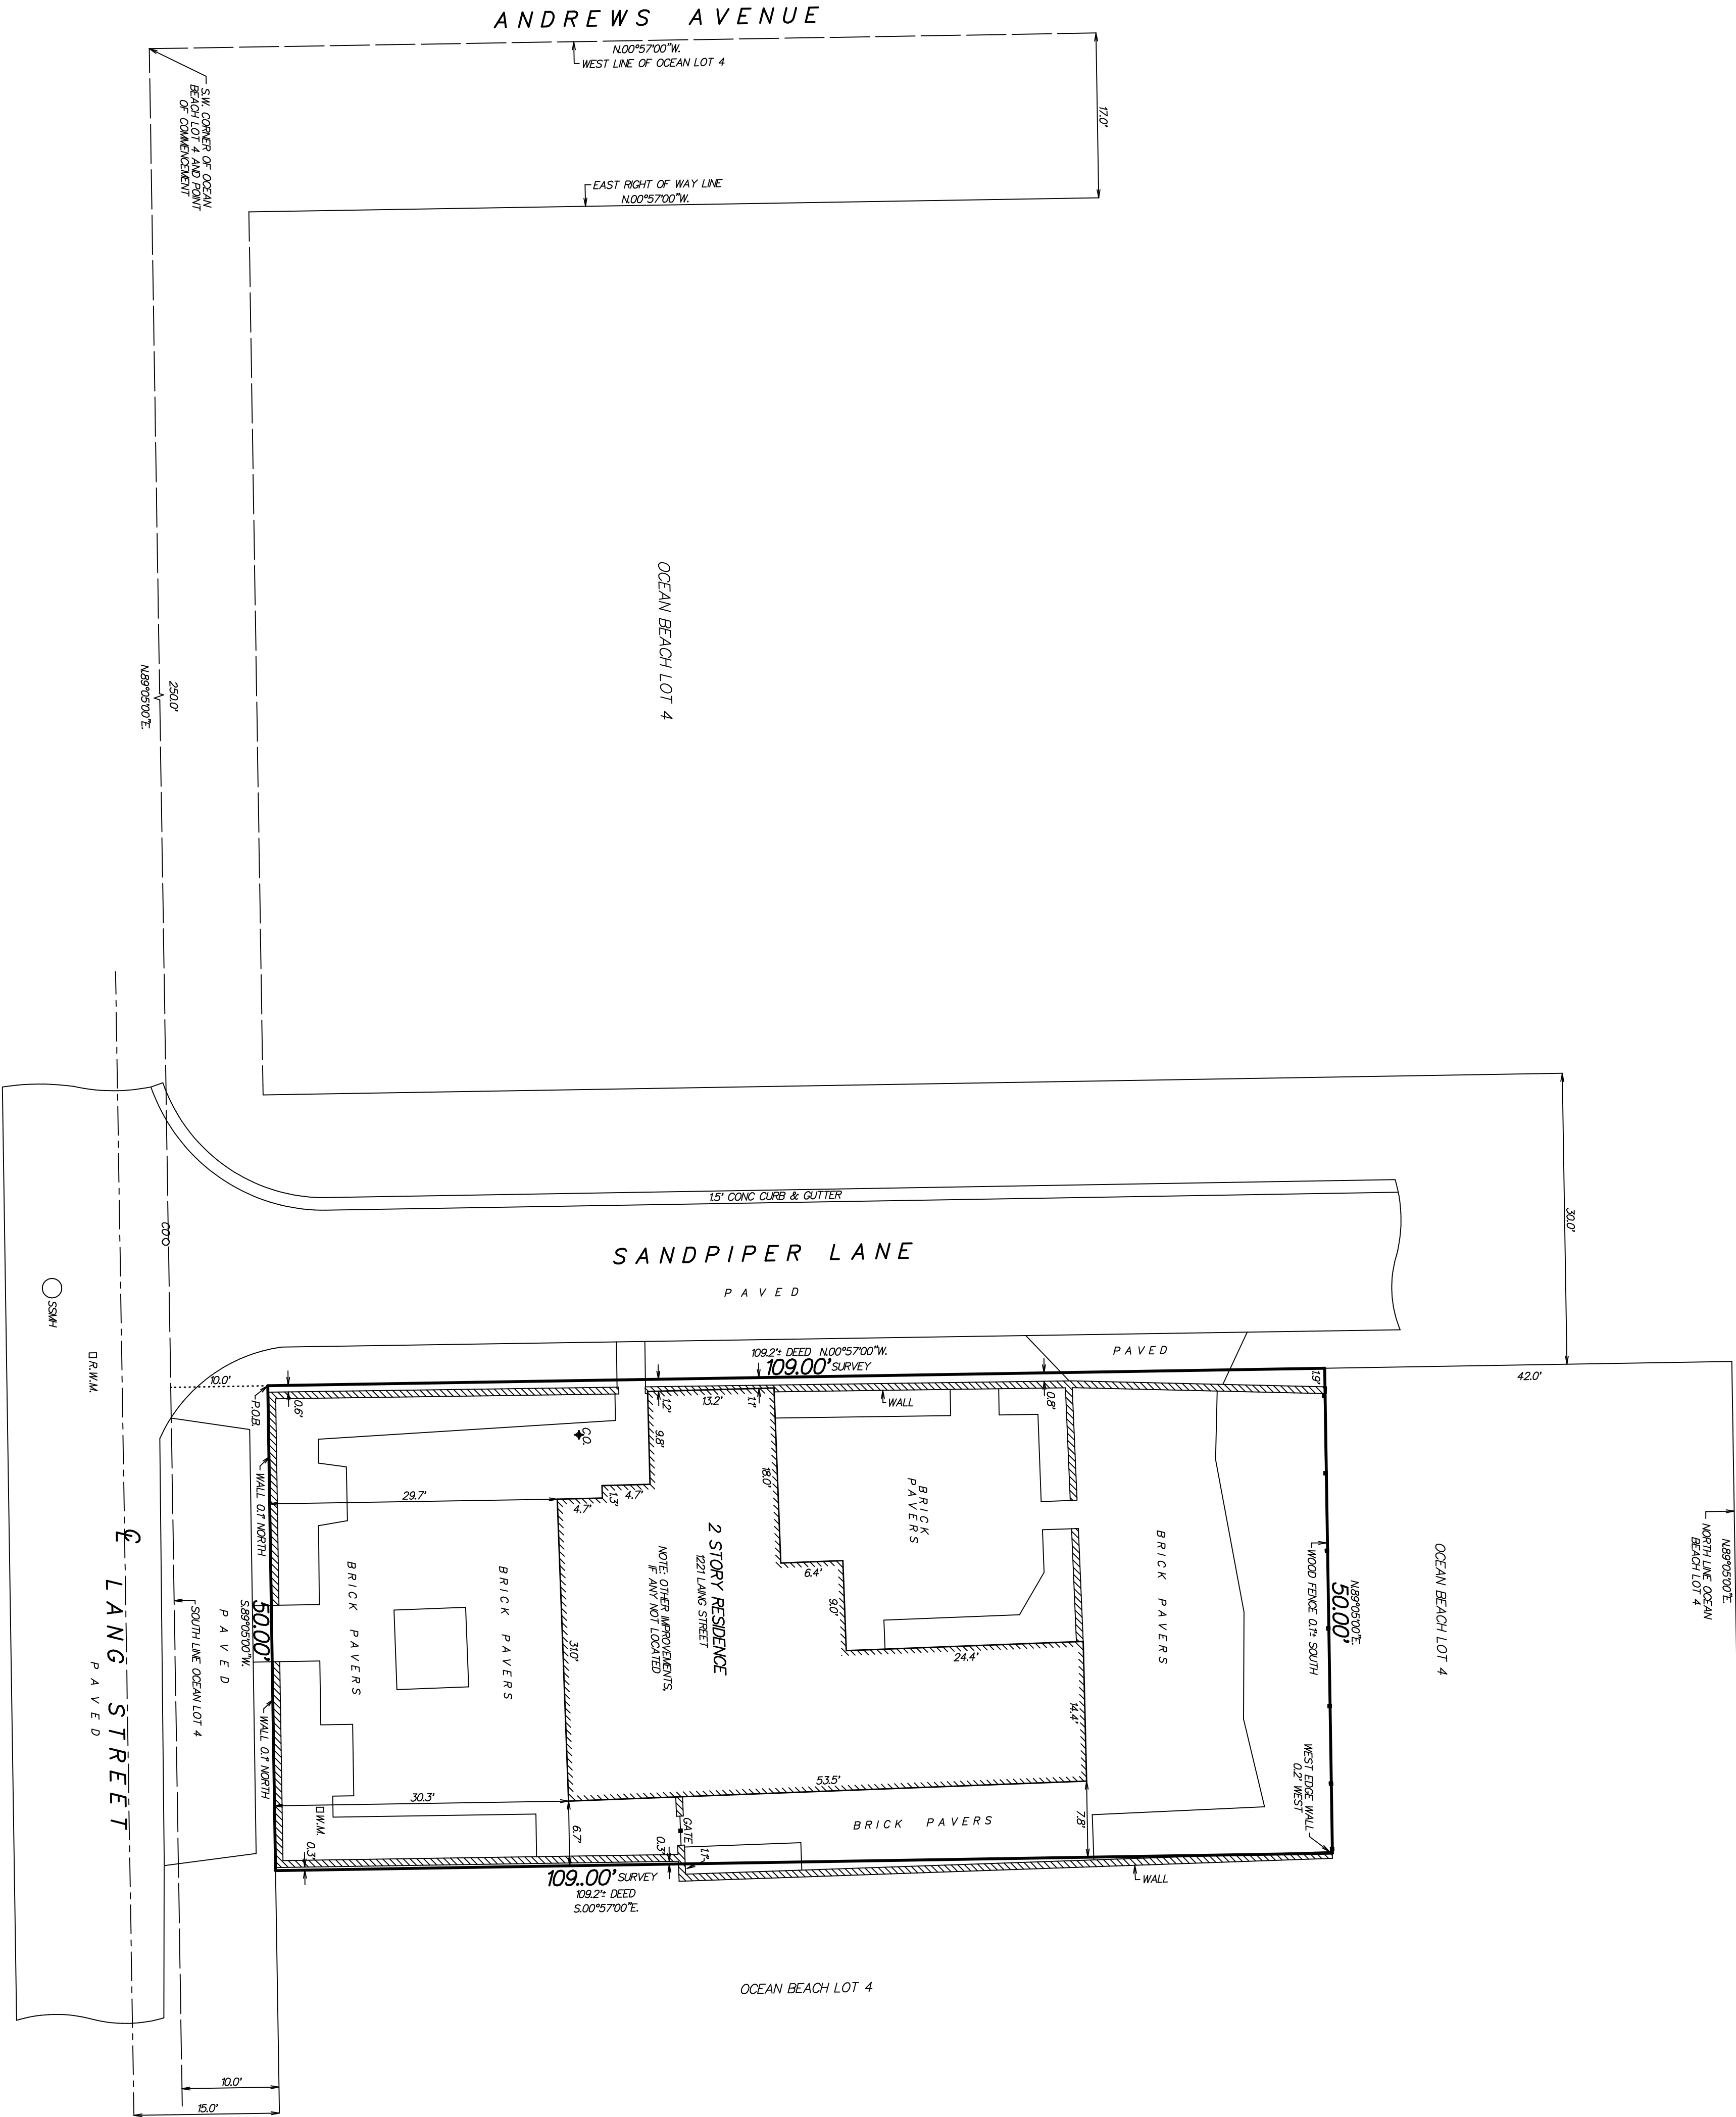 ANDREWS AVENUE
N.00°57'00"W.
WEST LINE OF OCEAN LOT 4
S.W. CORNER OF OCEAN
BEACH LOT 4 AND POINT
OF COMMENCEMENT
17.0'
EAST RIGHT OF WAY LINE
N.00°57'00"W.
OCEAN BEACH LOT 4
250.0'
N.89°05'00"E.
1.5' CONC CURB & GUTTER
30.0'
CO
SANDPIPER LANE
PAVED
SSMH
R.W.M.
109.2'± DEED N.00°57'00"W.
109.00' SURVEY
PAVED
42.0'
10.0'
P.O.B.
0.6'
1.2'
13.2'
1.1'
WALL
0.8'
1.9'
C.O.
9.8'
18.0'
WALL 0.1' NORTH
29.7'
4.7'
1.3'
4.7'
BRICK
PAVERS
6.4'
9.0'
2 STORY RESIDENCE
1221 LAING STREET
NOTE: OTHER IMPROVEMENTS,
IF ANY NOT LOCATED
BRICK PAVERS
WOOD FENCE 0.1'± SOUTH
N.89°05'00"E.
50.00'
OCEAN BEACH LOT 4
N.89°05'00"E.
NORTH LINE OCEAN
BEACH LOT 4
℄ LANG STREET
PAVED
SOUTH LINE OCEAN LOT 4
PAVED
50.00'
S.89°05'00"W.
BRICK PAVERS
BRICK PAVERS
31.0'
24.4'
14.4'
WALL 0.1' NORTH
53.5'
WEST EDGE WALL
0.2' WEST
30.3'
W.M.
6.7'
GATE
BRICK PAVERS
7.8'
0.3'
0.3'
1.1'
WALL
109..00' SURVEY
109.2'± DEED
S.00°57'00"E.
OCEAN BEACH LOT 4
10.0'
15.0'